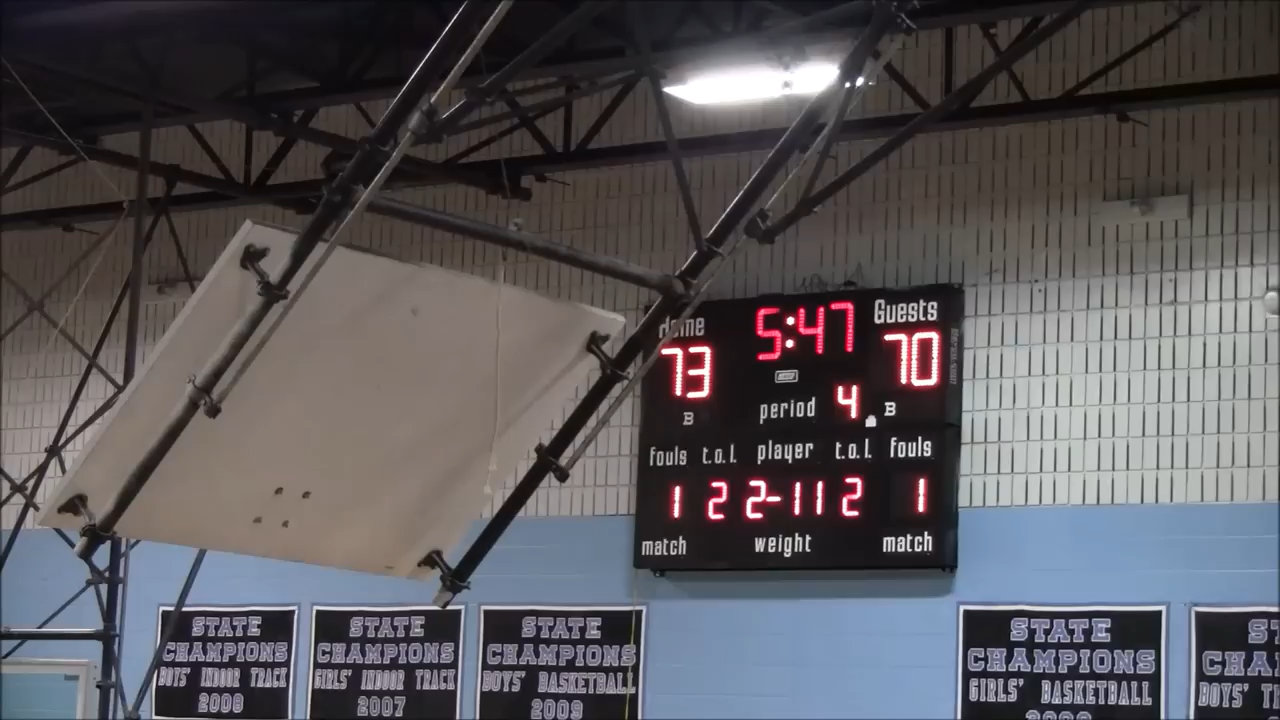 5:47
Guests
73
70
B
period 4
B
fouls t.o.l. player t.o.l. fouls
1 2 2-11 2 1
match weight match
STATE
CHAMPIONS
BOYS' INDOOR TRACK
2008
STATE
CHAMPIONS
GIRLS' INDOOR TRACK
2007
STATE
CHAMPIONS
BOYS' BASKETBALL
2009
STATE
CHAMPIONS
GIRLS' BASKETBALL
BOYS'